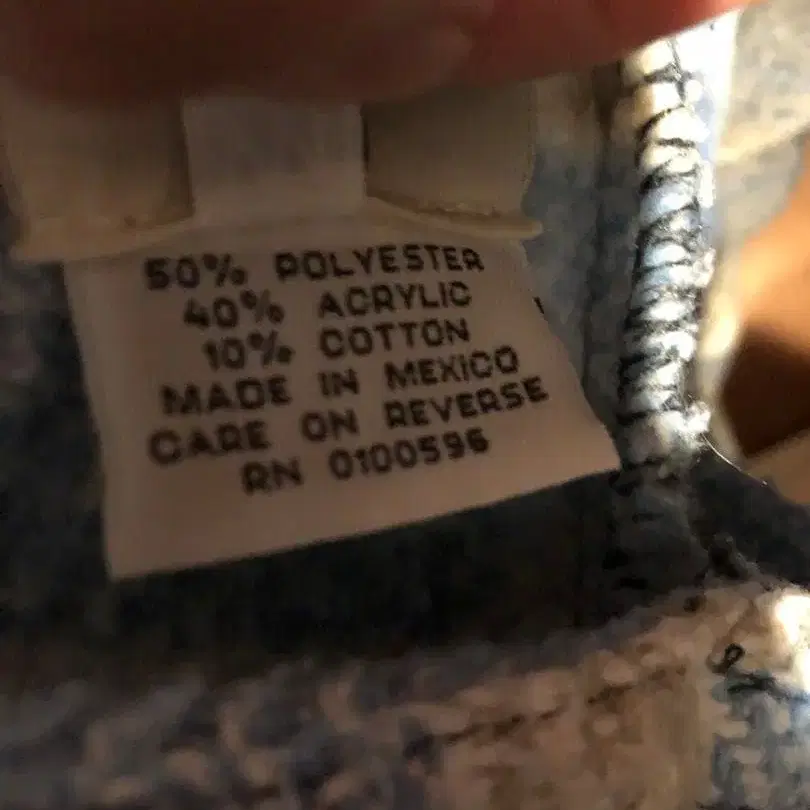 50% POLYESTER
40% ACRYLIC
10% COTTON
MADE IN MEXICO
CARE ON REVERSE
RN 0100596